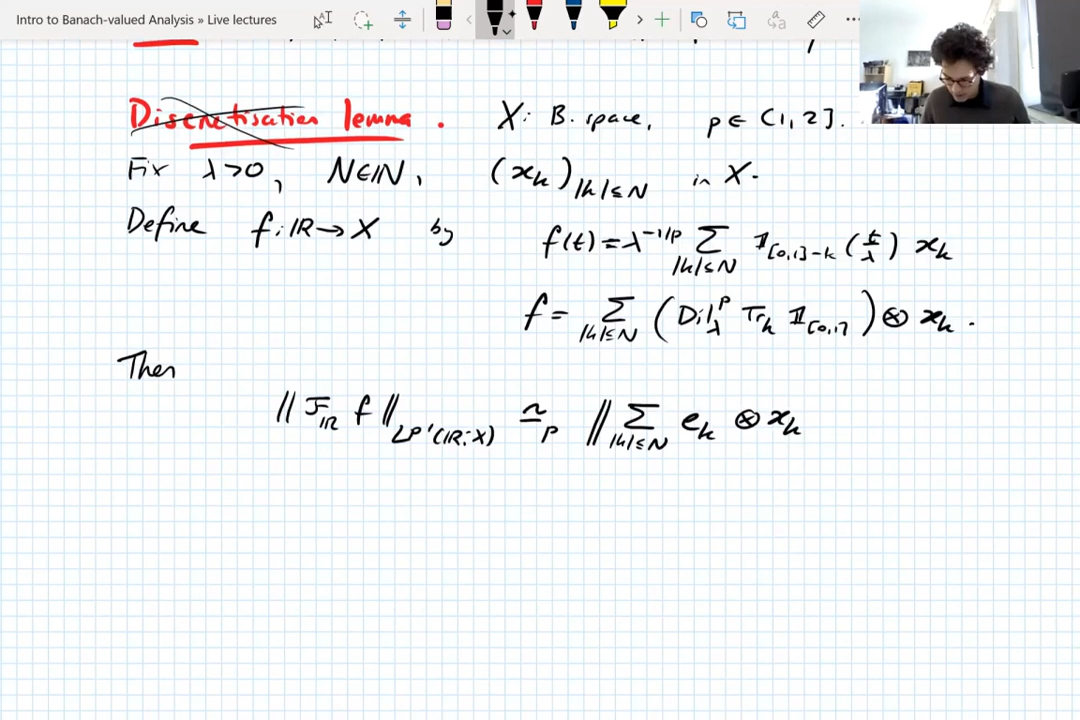 Intro to Banach-valued Analysis » Live lectures
Discretisation lemma. X: B. space, p ∈ (1, 2].
Fix λ>0, N∈ℕ, (x_k)_{|k|≤N} in X.
Define f: ℝ → X by f(t) = λ^{-1/p} Σ_{|k|≤N} 𝟙_{[0,1]-k} (t/λ) x_k
f = Σ_{|k|≤N} (Dil_λ^p Tr_k 𝟙_{[0,1]}) ⊗ x_k.
Then
‖ℱ_ℝ f‖_{L^{p'}(ℝ;X)} ≃_p ‖ Σ_{|k|≤N} e_k ⊗ x_k